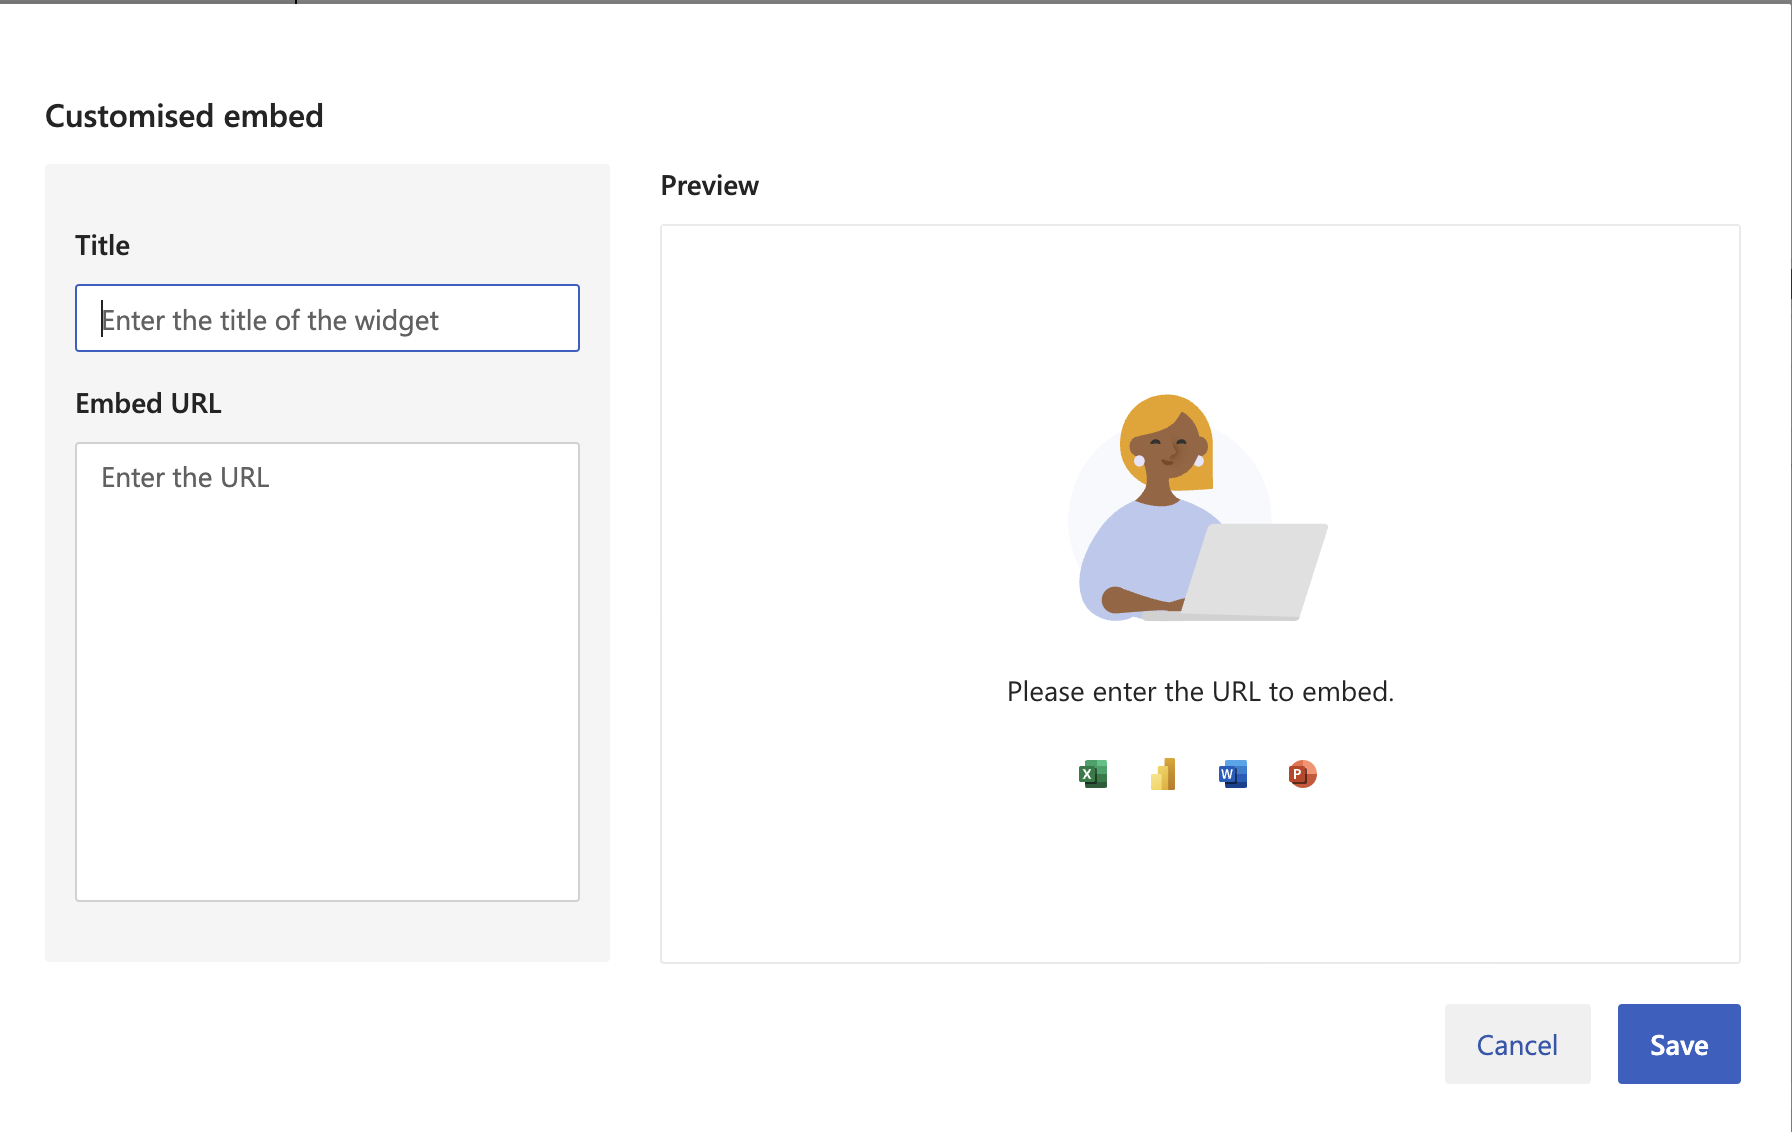 Customised embed
Title
Enter the title of the widget
Embed URL
Enter the URL
Preview
Please enter the URL to embed.
X
W
P
Cancel
Save